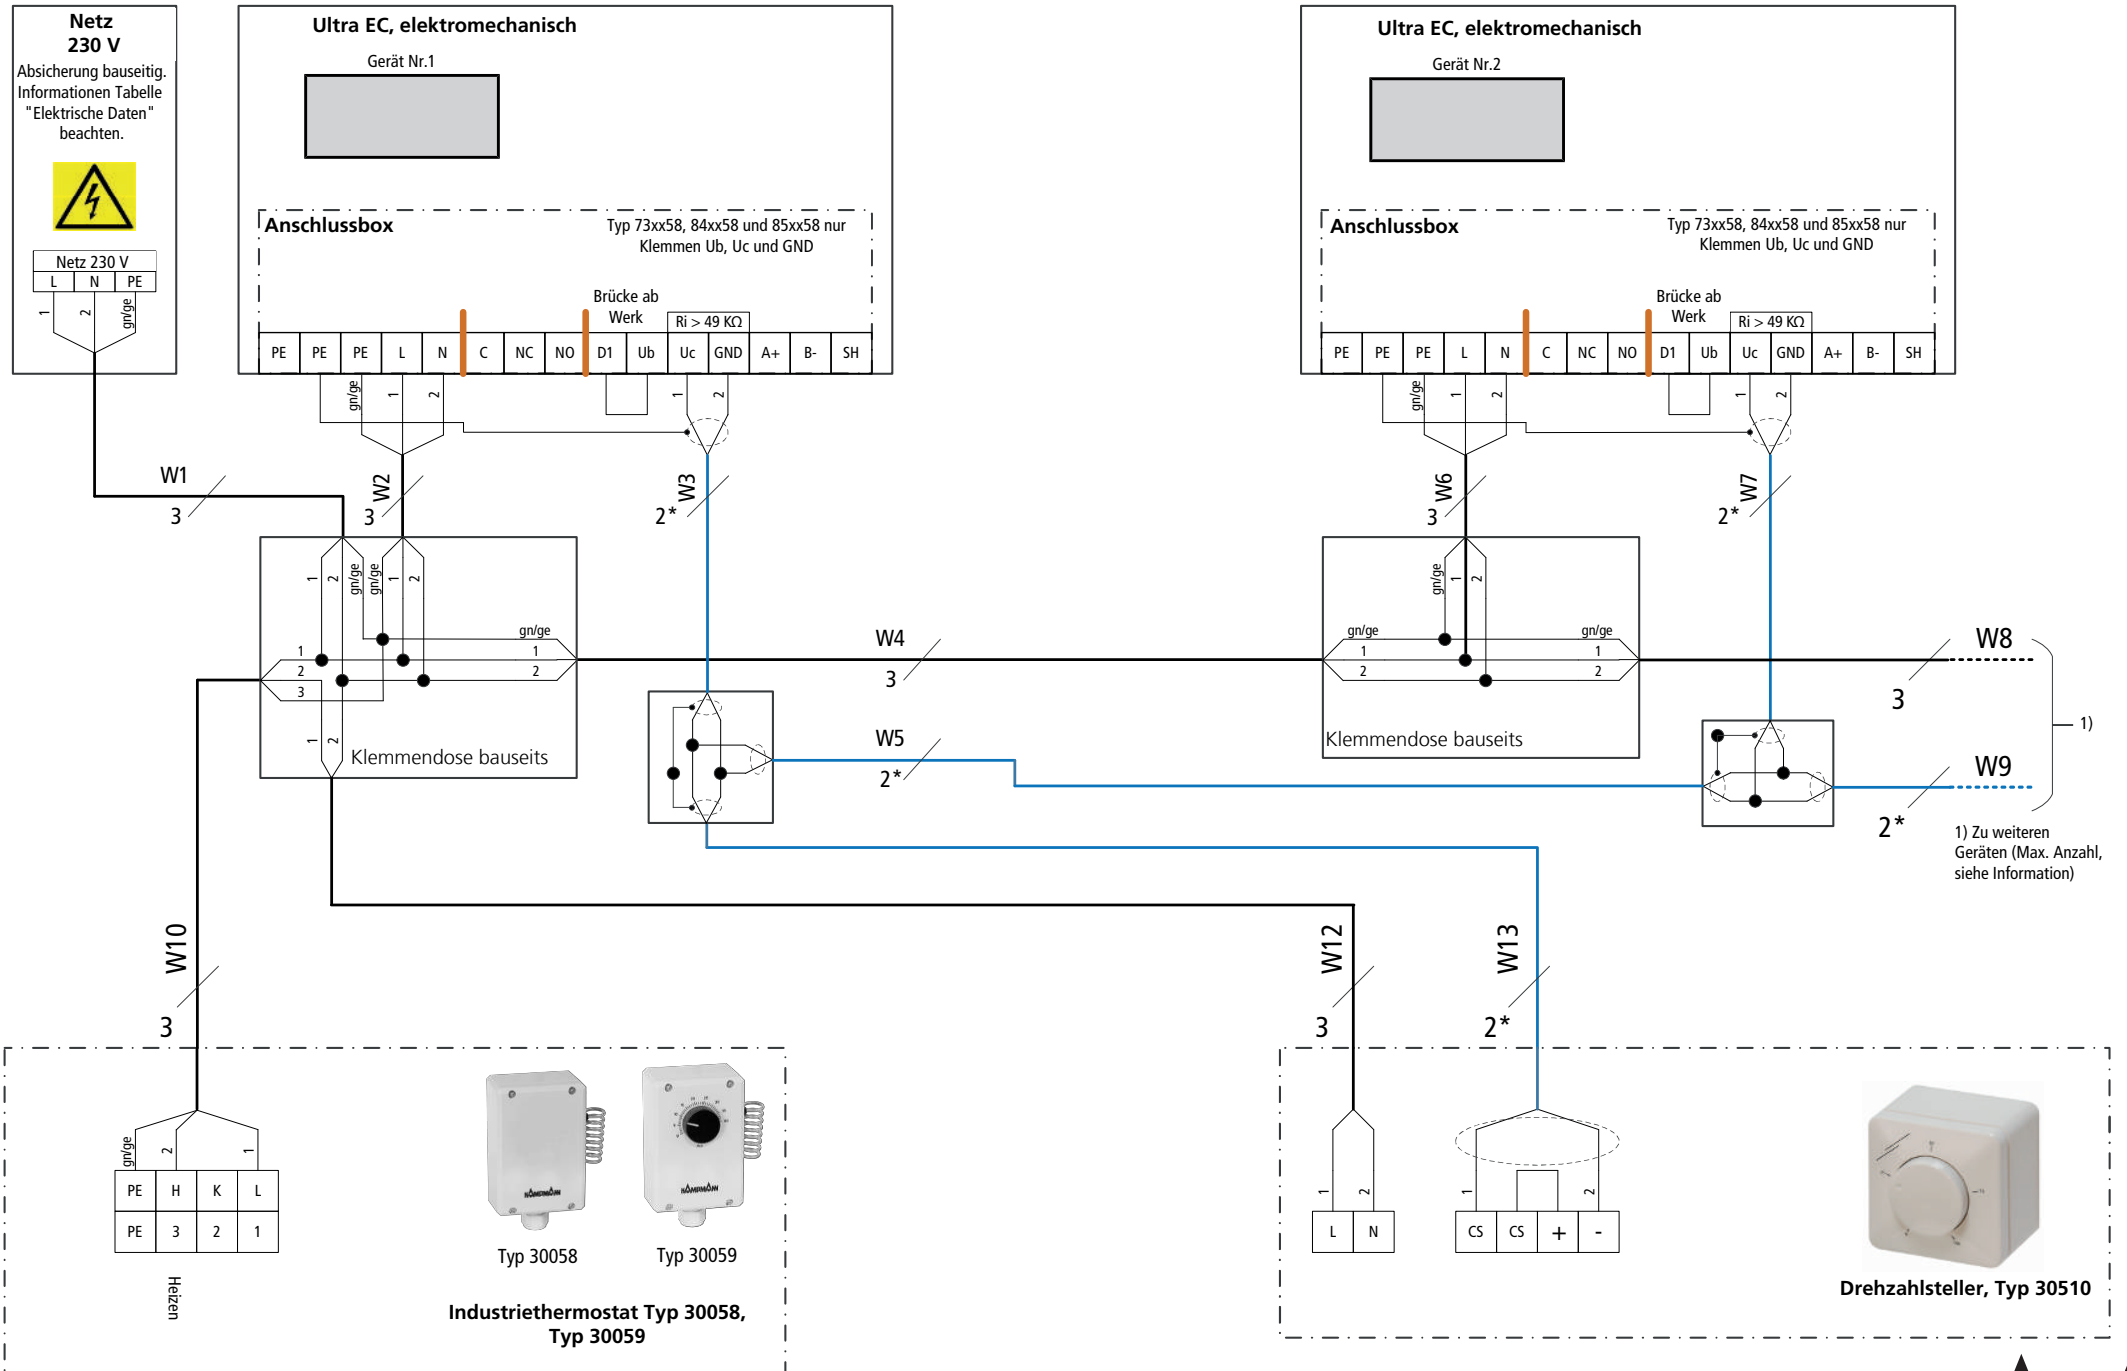 Netz
230 V
Absicherung bauseitig.
Informationen Tabelle
"Elektrische Daten"
beachten.
Netz 230 V
L N PE
1 2 gn/ge
Ultra EC, elektromechanisch
Gerät Nr.1
Anschlussbox
Typ 73xx58, 84xx58 und 85xx58 nur
Klemmen Ub, Uc und GND
Brücke ab
Werk
Ri > 49 KΩ
PE PE PE L N C NC NO D1 Ub Uc GND A+ B- SH
gn/ge 1 2 1 2
Ultra EC, elektromechanisch
Gerät Nr.2
Anschlussbox
Typ 73xx58, 84xx58 und 85xx58 nur
Klemmen Ub, Uc und GND
Brücke ab
Werk
Ri > 49 KΩ
PE PE PE L N C NC NO D1 Ub Uc GND A+ B- SH
gn/ge 1 2 1 2
W1
3
W2
3
W3
2*
W6
3
W7
2*
1 2 gn/ge gn/ge 1 2
gn/ge
1 1
2 2
3
1 2
Klemmendose bauseits
W4
3
W5
2*
gn/ge 1 2
gn/ge gn/ge
1 1
2 2
Klemmendose bauseits
W8
3
W9
2*
1)
1) Zu weiteren
Geräten (Max. Anzahl,
siehe Information)
W10
3
W12
3
W13
2*
gn/ge 2 1
PE H K L
PE 3 2 1
Heizen
KAMPMANN
KAMPMANN
Typ 30058
Typ 30059
Industriethermostat Typ 30058,
Typ 30059
1 2 1 2
L N
CS CS + -
Drehzahlsteller, Typ 30510